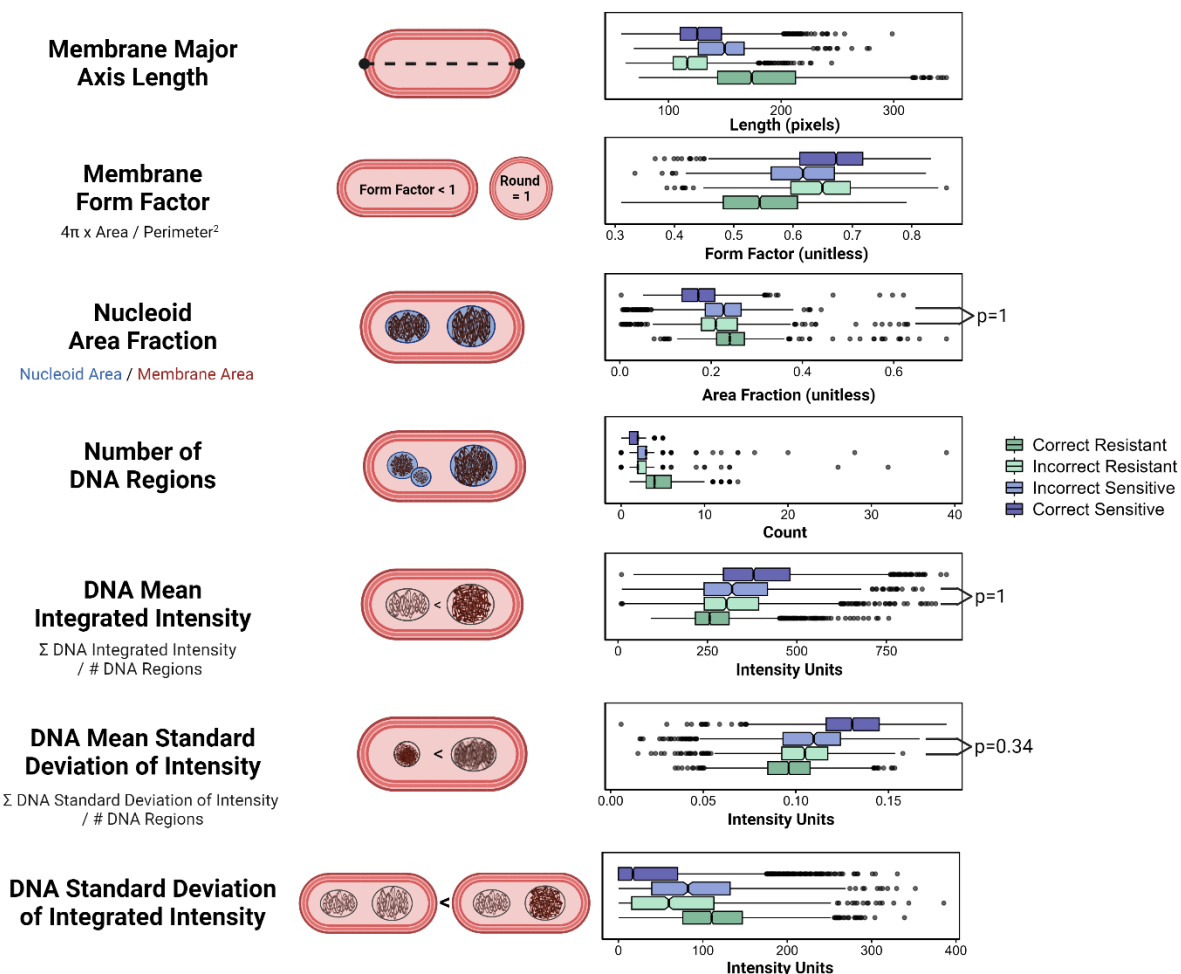 Membrane Major
Axis Length
100 200 300
Length (pixels)
Membrane
Form Factor
4π x Area / Perimeter²
Form Factor < 1
Round
= 1
0.3 0.4 0.5 0.6 0.7 0.8
Form Factor (unitless)
Nucleoid
Area Fraction
Nucleoid Area / Membrane Area
p=1
0.0 0.2 0.4 0.6
Area Fraction (unitless)
Number of
DNA Regions
0 10 20 30 40
Count
Correct Resistant
Incorrect Resistant
Incorrect Sensitive
Correct Sensitive
DNA Mean
Integrated Intensity
Σ DNA Integrated Intensity
/ # DNA Regions
<
p=1
0 250 500 750
Intensity Units
DNA Mean Standard
Deviation of Intensity
Σ DNA Standard Deviation of Intensity
/ # DNA Regions
<
p=0.34
0.00 0.05 0.10 0.15
Intensity Units
DNA Standard Deviation
of Integrated Intensity
<
0 100 200 300 400
Intensity Units